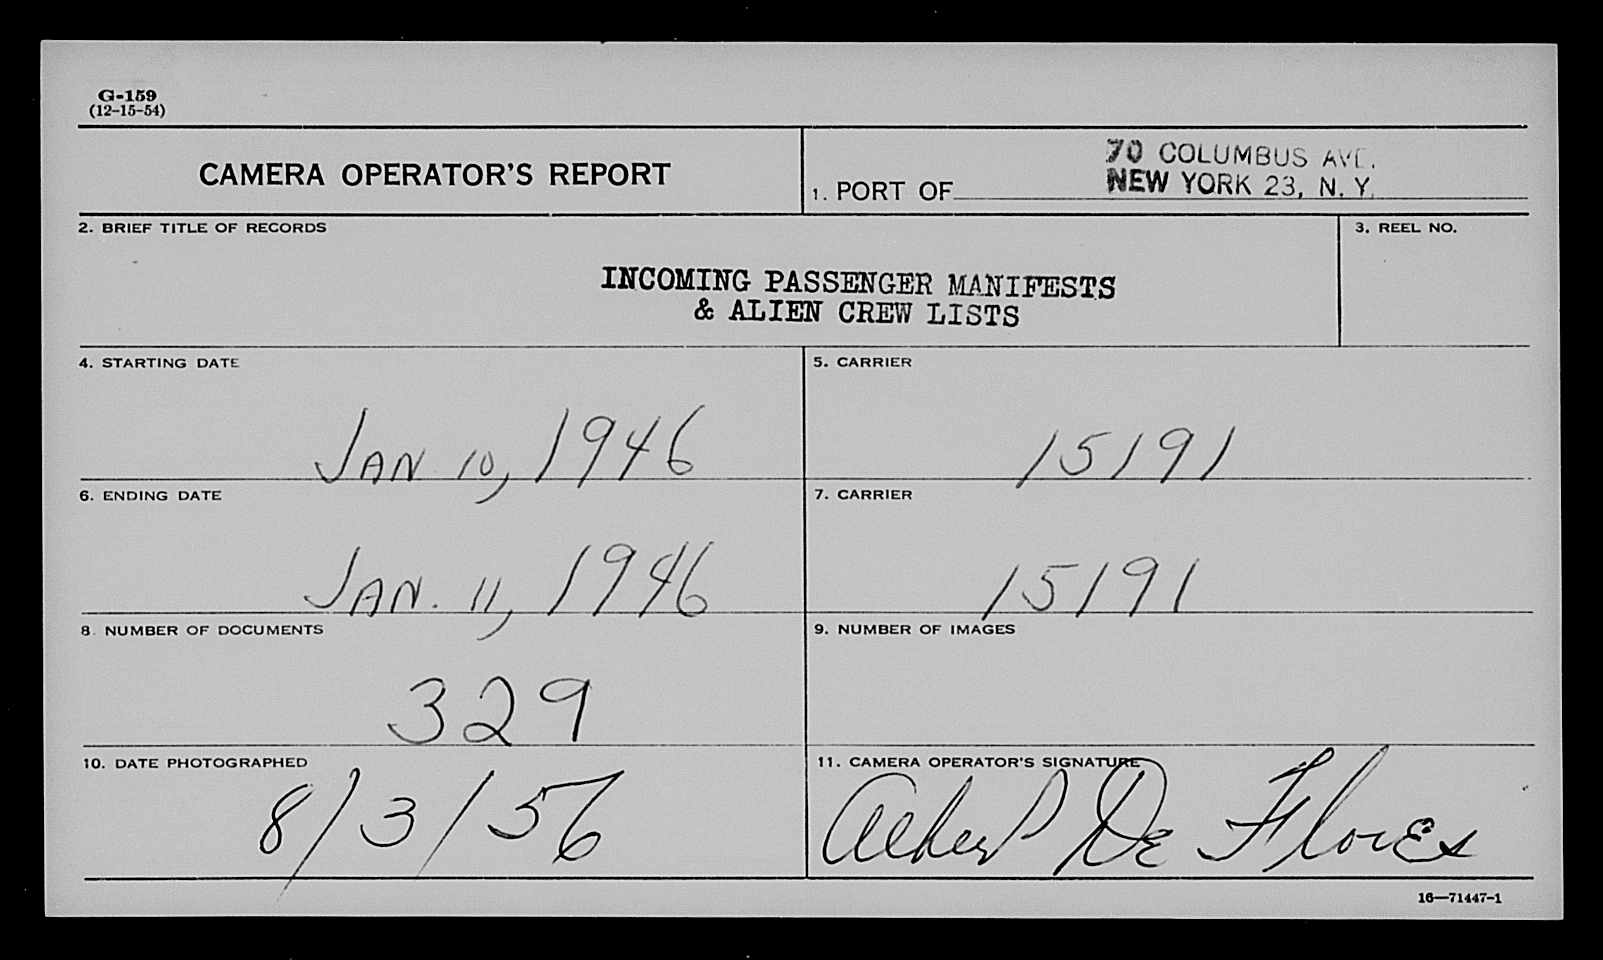 G-159
(12-15-54)
CAMERA OPERATOR'S REPORT
1. PORT OF
70 COLUMBUS AVE.
NEW YORK 23, N. Y.
2. BRIEF TITLE OF RECORDS
INCOMING PASSENGER MANIFESTS
& ALIEN CREW LISTS
3. REEL NO.
4. STARTING DATE
JAN 10, 1946
5. CARRIER
15191
6. ENDING DATE
JAN. 11, 1946
7. CARRIER
15191
8. NUMBER OF DOCUMENTS
329
9. NUMBER OF IMAGES
10. DATE PHOTOGRAPHED
8/3/56
11. CAMERA OPERATOR'S SIGNATURE
Albert De Flores
16—71447-1